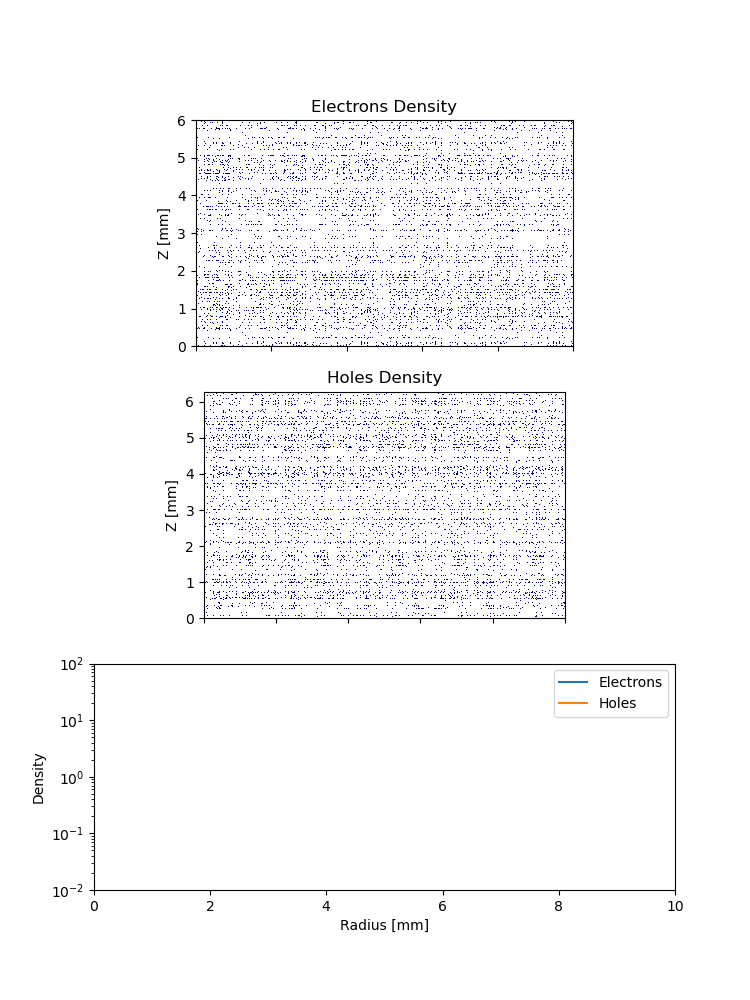 Electrons Density
6
5
4
3
2
1
0
Z [mm]
Holes Density
6
5
4
3
2
1
0
Z [mm]
10²
10¹
10⁰
10⁻¹
10⁻²
Density
Electrons
Holes
0 2 4 6 8 10
Radius [mm]